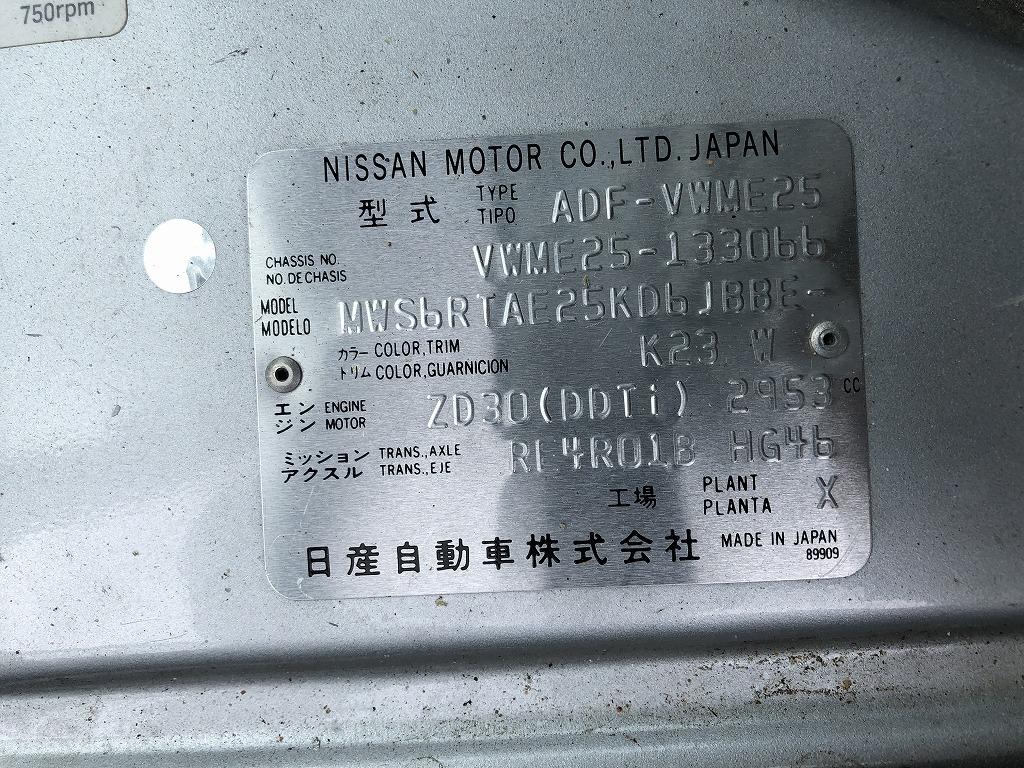 750rpm
NISSAN MOTOR CO.,LTD. JAPAN
型式 TYPE TIPO ADF-VWME25
CHASSIS NO. NO. DE CHASIS VWME25-133066
MODEL MODELO MWS6RTAE25KD6JBBE-
カラー COLOR,TRIM トリム COLOR,GUARNICION K23 W
エンジン ENGINE MOTOR ZD30(DDTi) 2953 CC
ミッション TRANS.,AXLE アクスル TRANS.,EJE RE4R01B HG46
工場 PLANT PLANTA X
日産自動車株式会社 MADE IN JAPAN
89909